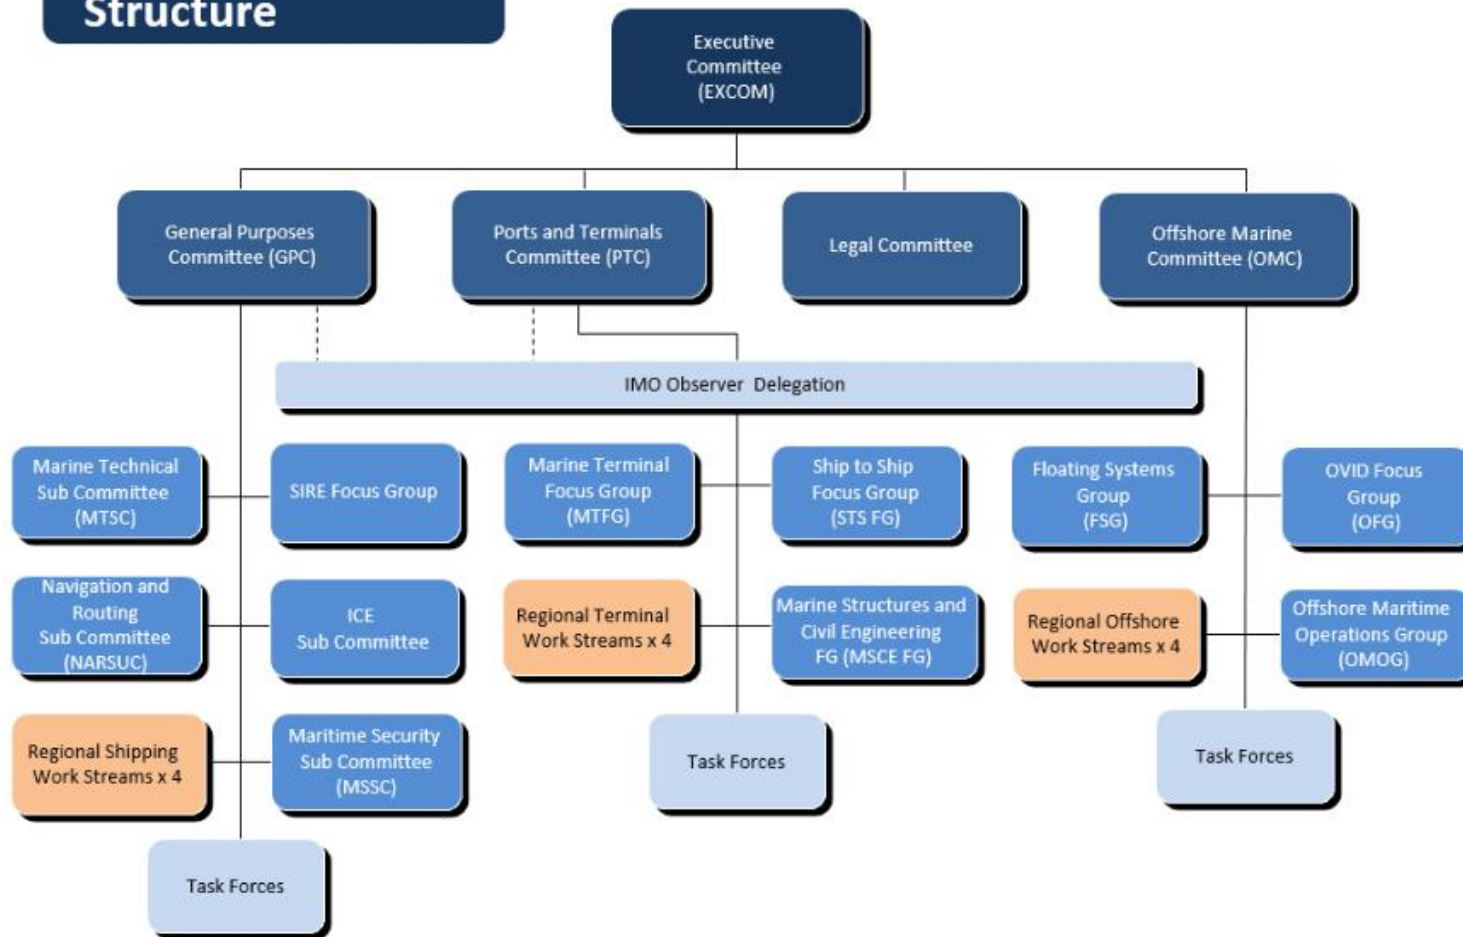 Structure
Executive
Committee
(EXCOM)
General Purposes
Committee (GPC)
Ports and Terminals
Committee (PTC)
Legal Committee
Offshore Marine
Committee (OMC)
IMO Observer Delegation
Marine Technical
Sub Committee
(MTSC)
SIRE Focus Group
Marine Terminal
Focus Group
(MTFG)
Ship to Ship
Focus Group
(STS FG)
Floating Systems
Group
(FSG)
OVID Focus
Group
(OFG)
Navigation and
Routing
Sub Committee
(NARSUC)
ICE
Sub Committee
Regional Terminal
Work Streams x 4
Marine Structures and
Civil Engineering
FG (MSCE FG)
Regional Offshore
Work Streams x 4
Offshore Maritime
Operations Group
(OMOG)
Regional Shipping
Work Streams x 4
Maritime Security
Sub Committee
(MSSC)
Task Forces
Task Forces
Task Forces